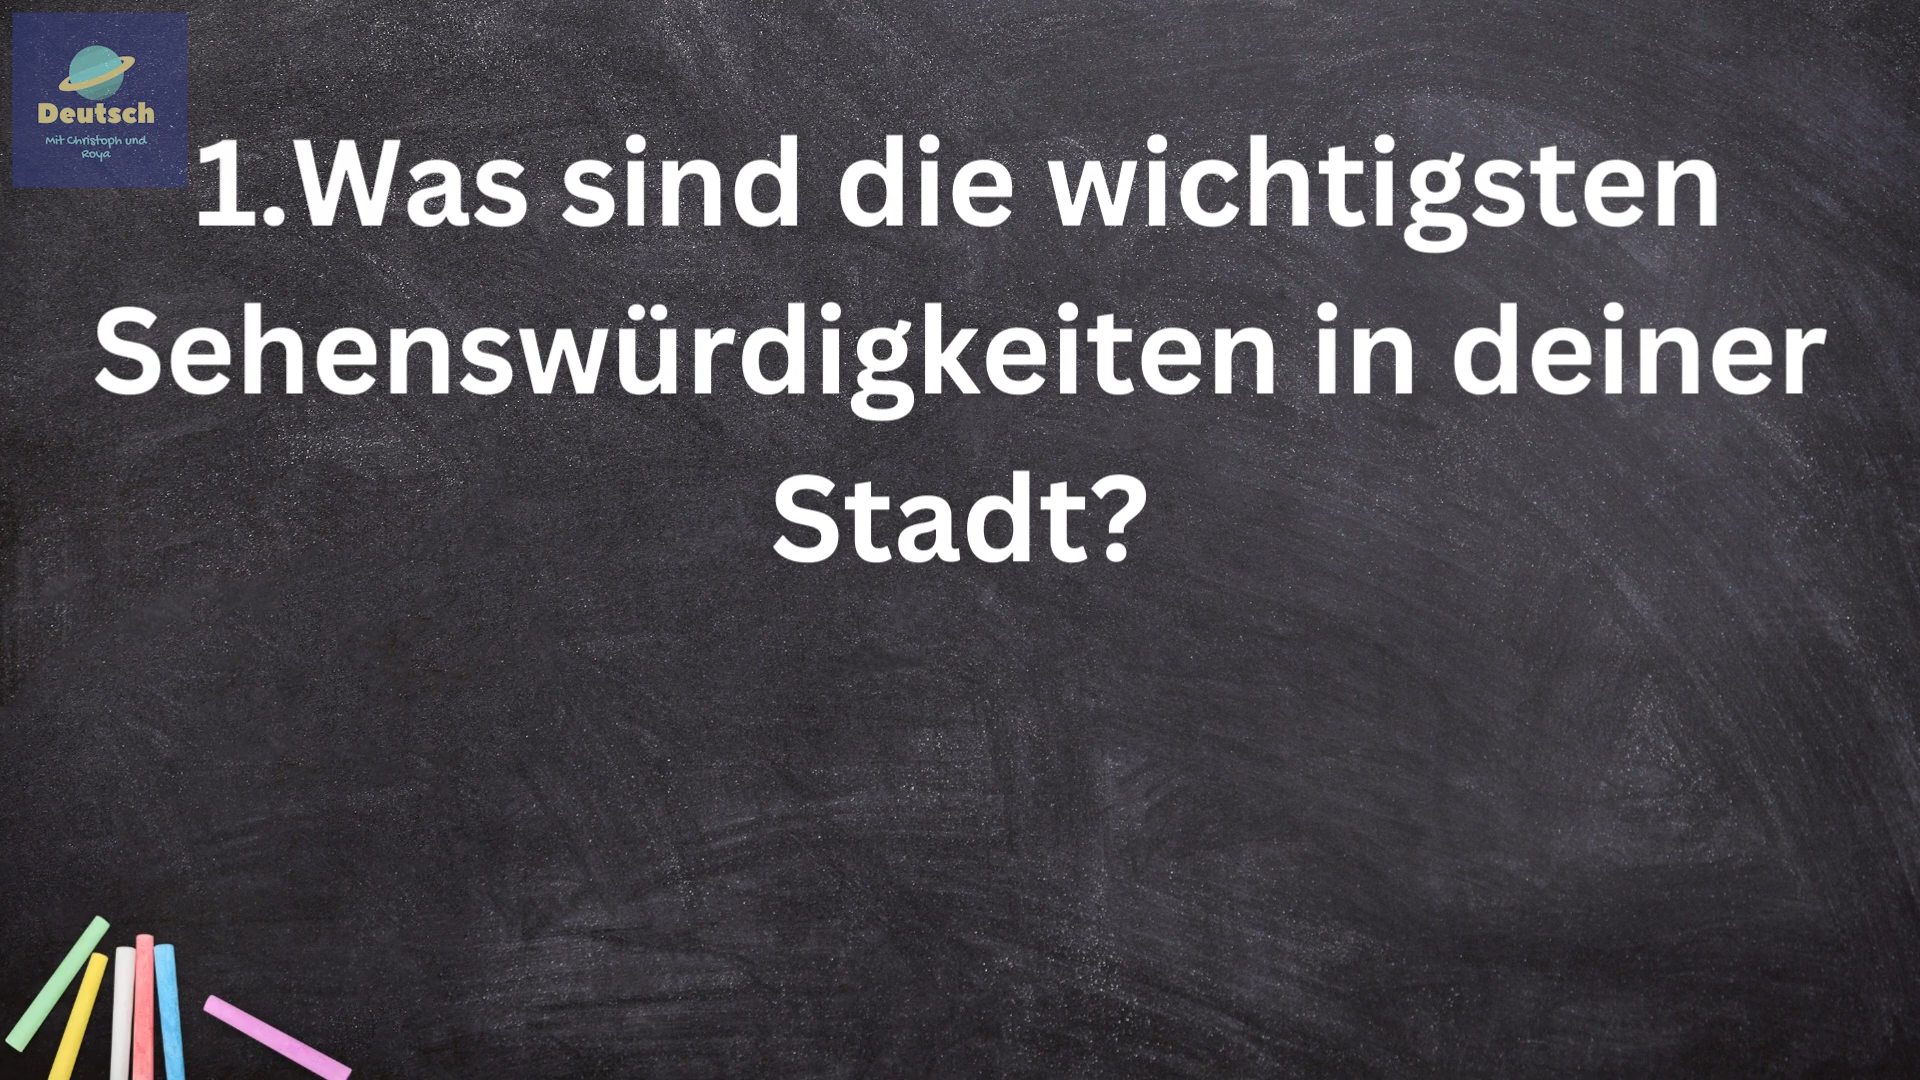 Deutsch
Mit Christoph und
Roya
1.Was sind die wichtigsten
Sehenswürdigkeiten in deiner
Stadt?